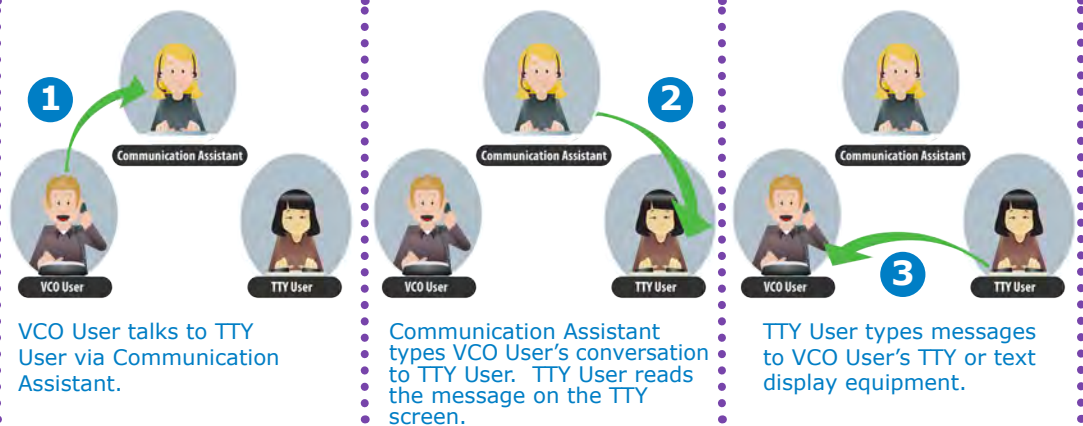 1
Communication Assistant
VCO User
TTY User
VCO User talks to TTY
User via Communication
Assistant.
2
Communication Assistant
VCO User
TTY User
Communication Assistant
types VCO User’s conversation
to TTY User.  TTY User reads
the message on the TTY
screen.
Communication Assistant
3
VCO User
TTY User
TTY User types messages
to VCO User’s TTY or text
display equipment.